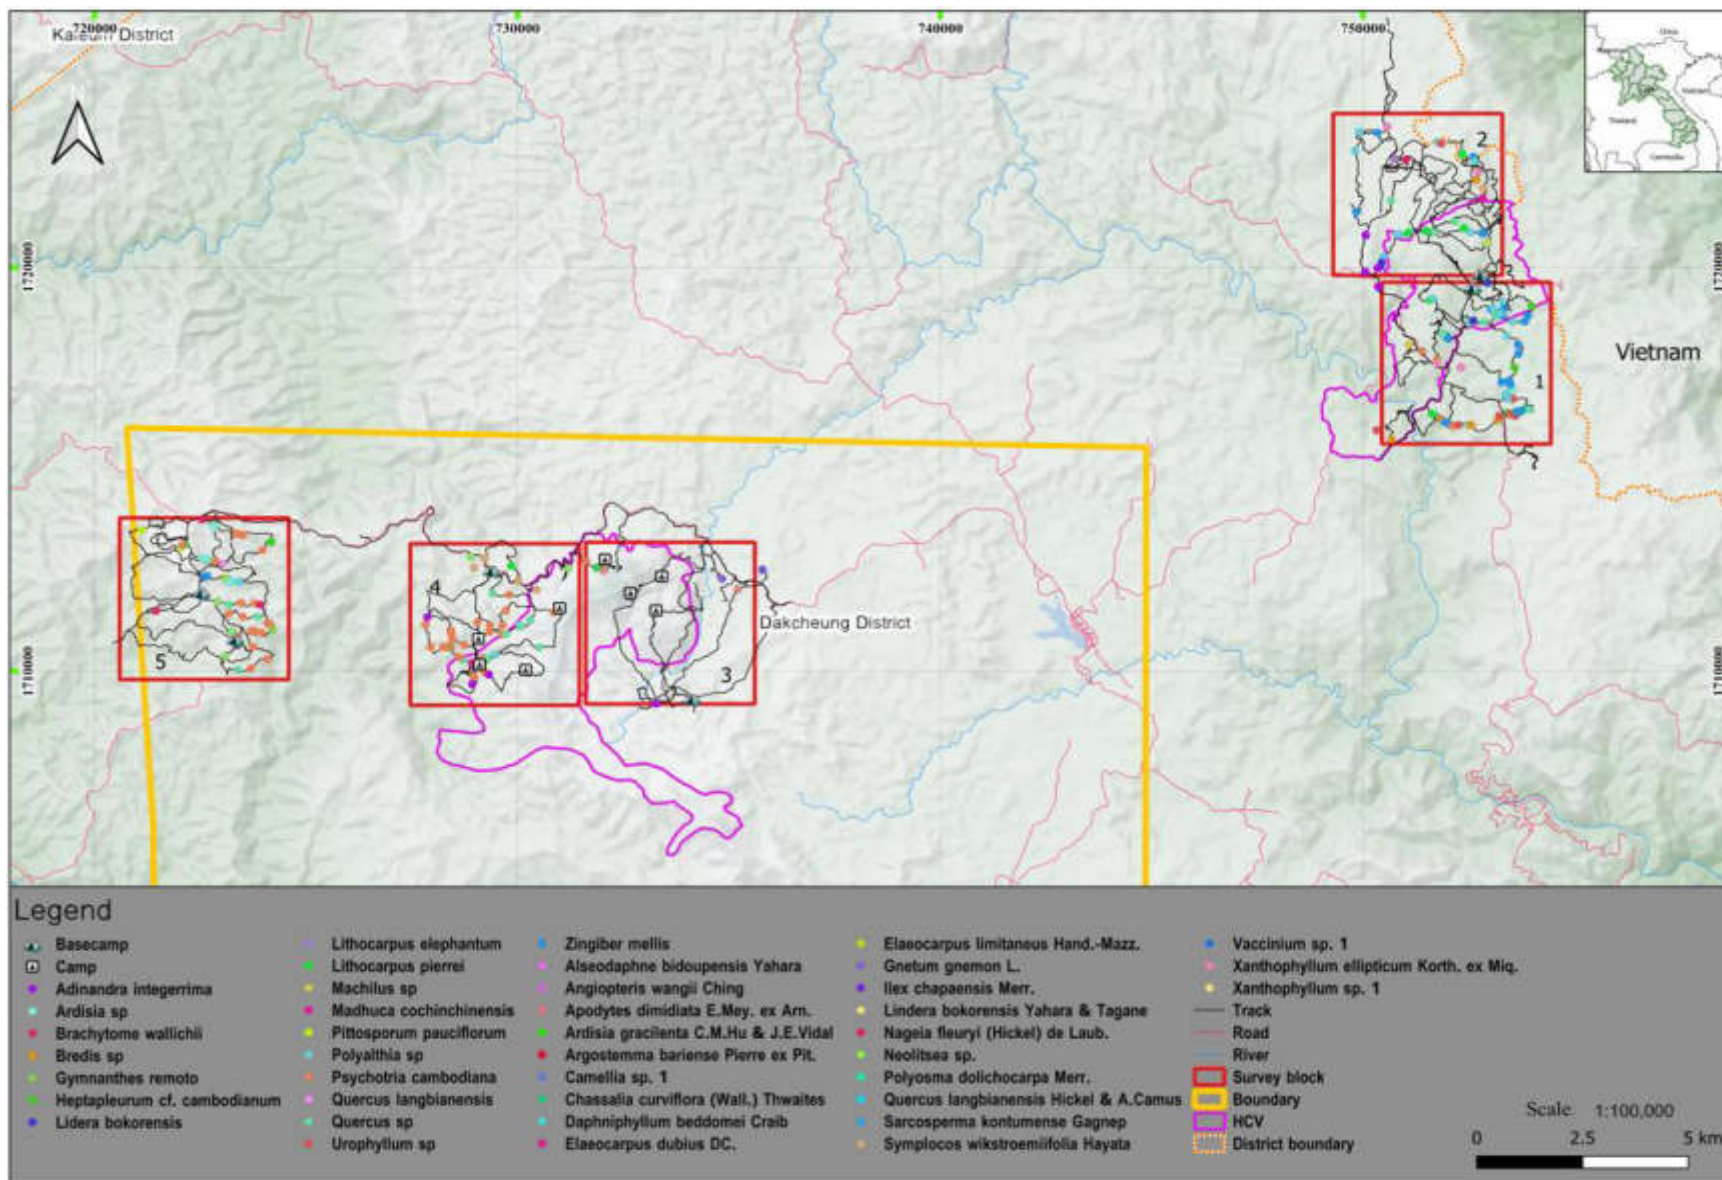 720000
730000
740000
750000
Kaleum District
N
China
Vietnam
Thailand
Cambodia
2
1720000
1720000
Vietnam
1
4
Dakcheung District
5
3
1710000
1710000
Legend
Basecamp
Camp
Adinandra integerrima
Ardisia sp
Brachytome wallichii
Bredis sp
Gymnanthes remoto
Heptapleurum cf. cambodianum
Lidera bokorensis
Lithocarpus elephantum
Lithocarpus pierrei
Machilus sp
Madhuca cochinchinensis
Pittosporum pauciflorum
Polyalthia sp
Psychotria cambodiana
Quercus langbianensis
Quercus sp
Urophyllum sp
Zingiber mellis
Alseodaphne bidoupensis Yahara
Angiopteris wangii Ching
Apodytes dimidiata E.Mey. ex Arn.
Ardisia gracilenta C.M.Hu & J.E.Vidal
Argostemma bariense Pierre ex Pit.
Camellia sp. 1
Chassalia curviflora (Wall.) Thwaites
Daphniphyllum beddomei Craib
Elaeocarpus dubius DC.
Elaeocarpus limitaneus Hand.-Mazz.
Gnetum gnemon L.
Ilex chapaensis Merr.
Lindera bokorensis Yahara & Tagane
Nageia fleuryi (Hickel) de Laub.
Neolitsea sp.
Polyosma dolichocarpa Merr.
Quercus langbianensis Hickel & A.Camus
Sarcosperma kontumense Gagnep
Symplocos wikstroemiifolia Hayata
Vaccinium sp. 1
Xanthophyllum ellipticum Korth. ex Miq.
Xanthophyllum sp. 1
Track
Road
River
Survey block
Boundary
HCV
District boundary
Scale 1:100,000
0 2.5 5 km